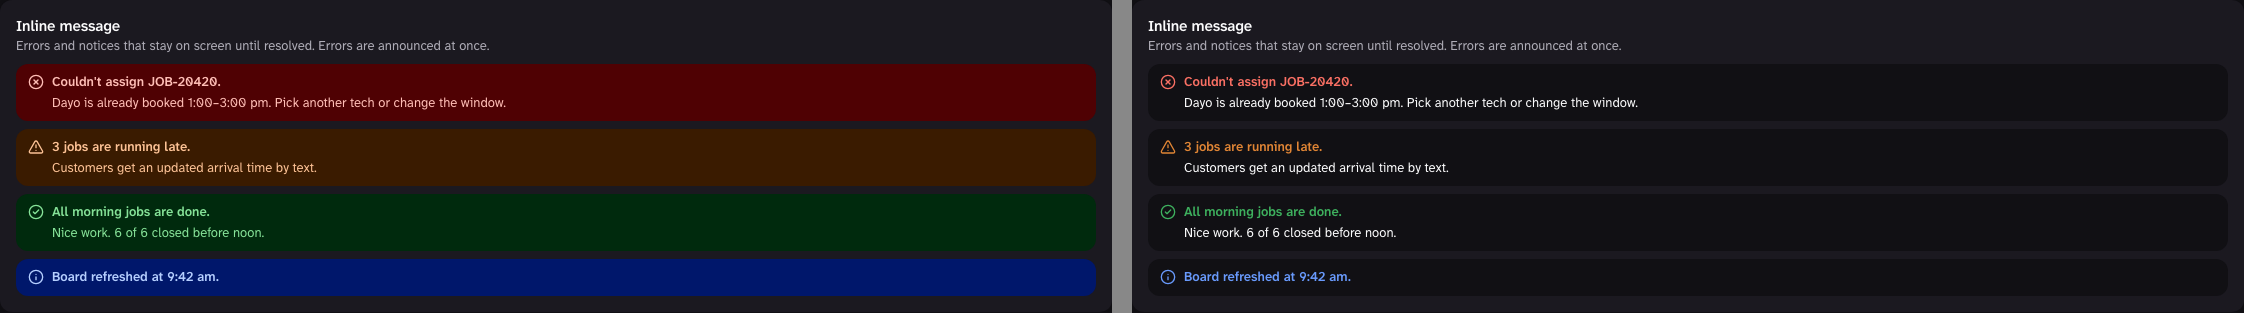 Inline message
Errors and notices that stay on screen until resolved. Errors are announced at once.
Couldn't assign JOB-20420.
Dayo is already booked 1:00–3:00 pm. Pick another tech or change the window.
3 jobs are running late.
Customers get an updated arrival time by text.
All morning jobs are done.
Nice work. 6 of 6 closed before noon.
Board refreshed at 9:42 am.
Inline message
Errors and notices that stay on screen until resolved. Errors are announced at once.
Couldn't assign JOB-20420.
Dayo is already booked 1:00–3:00 pm. Pick another tech or change the window.
3 jobs are running late.
Customers get an updated arrival time by text.
All morning jobs are done.
Nice work. 6 of 6 closed before noon.
Board refreshed at 9:42 am.